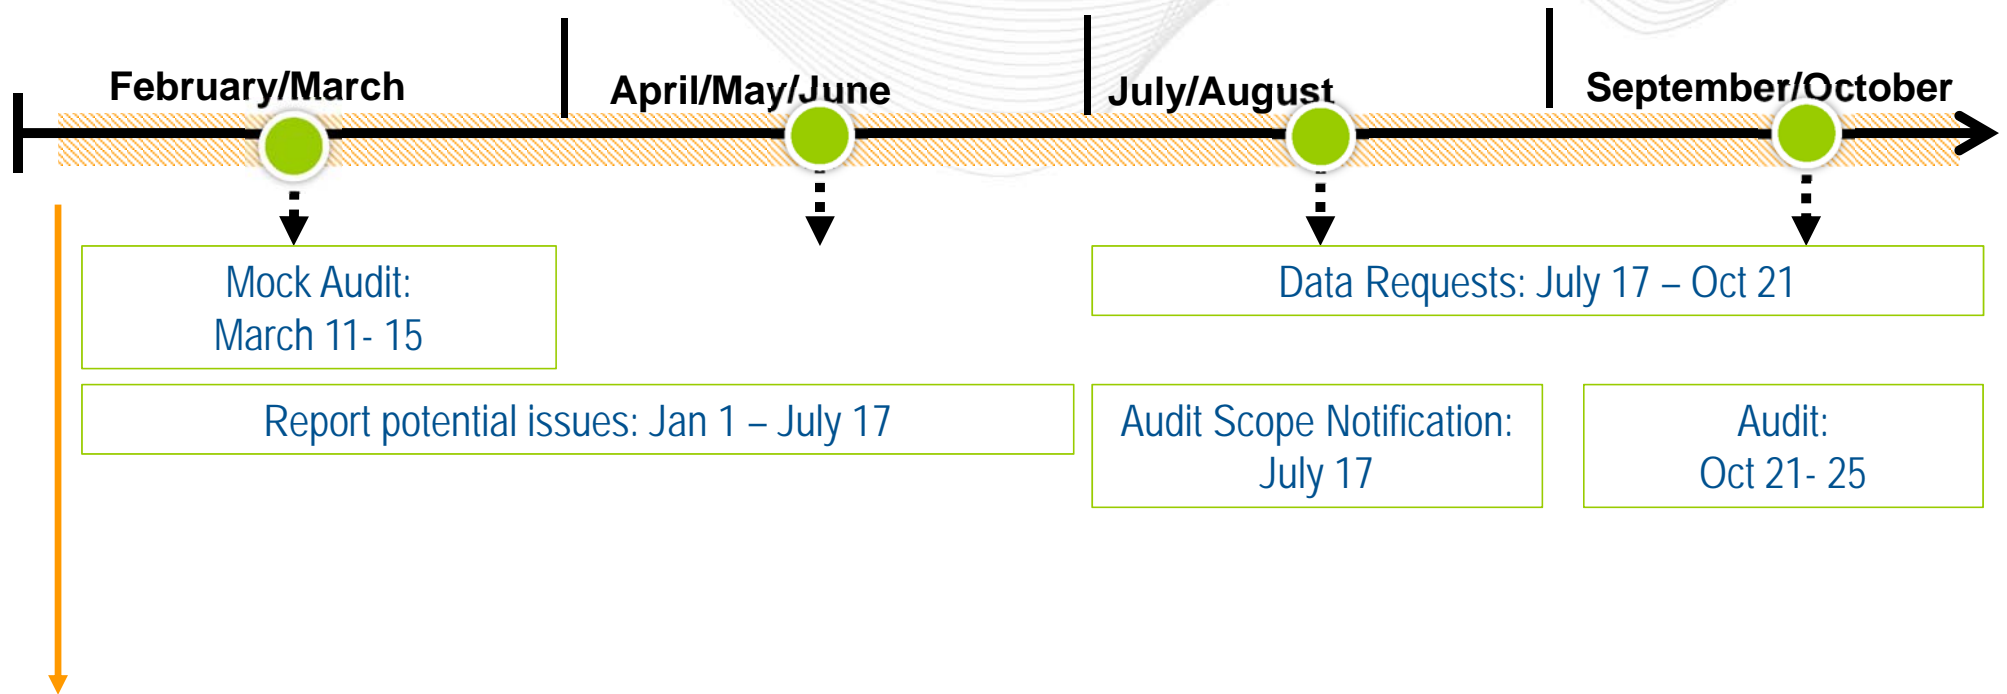 February/March
April/May/June
July/August
September/October
Mock Audit:
March 11- 15
Data Requests: July 17 – Oct 21
Report potential issues: Jan 1 – July 17
Audit Scope Notification:
July 17
Audit:
Oct 21- 25